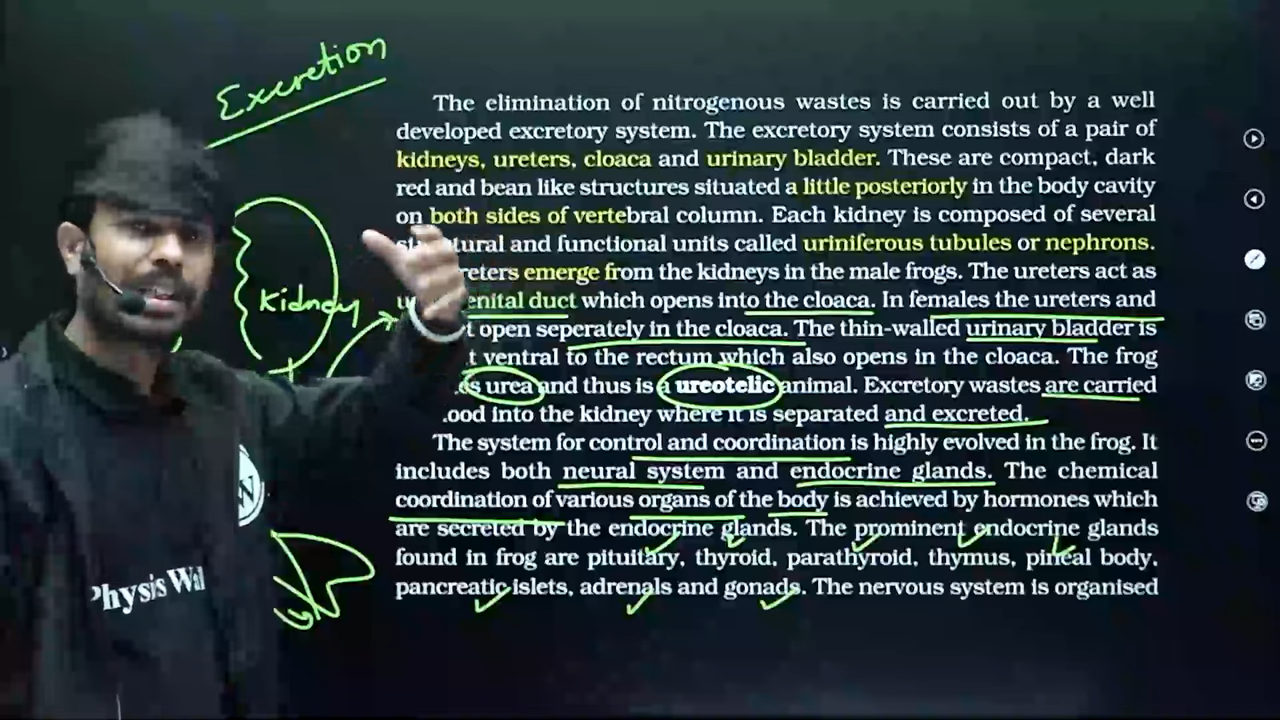 Excretion
The elimination of nitrogenous wastes is carried out by a well
developed excretory system. The excretory system consists of a pair of
kidneys, ureters, cloaca and urinary bladder. These are compact, dark
red and bean like structures situated a little posteriorly in the body cavity
on both sides of vertebral column. Each kidney is composed of several
tural and functional units called uriniferous tubules or nephrons.
reters emerge from the kidneys in the male frogs. The ureters act as
enital duct which opens into the cloaca. In females the ureters and
t open seperately in the cloaca. The thin-walled urinary bladder is
t ventral to the rectum which also opens in the cloaca. The frog
s urea and thus is a ureotelic animal. Excretory wastes are carried
ood into the kidney where it is separated and excreted.
The system for control and coordination is highly evolved in the frog. It
includes both neural system and endocrine glands. The chemical
coordination of various organs of the body is achieved by hormones which
are secreted by the endocrine glands. The prominent endocrine glands
found in frog are pituitary, thyroid, parathyroid, thymus, pineal body,
pancreatic islets, adrenals and gonads. The nervous system is organised
Kidney
Physis Wal